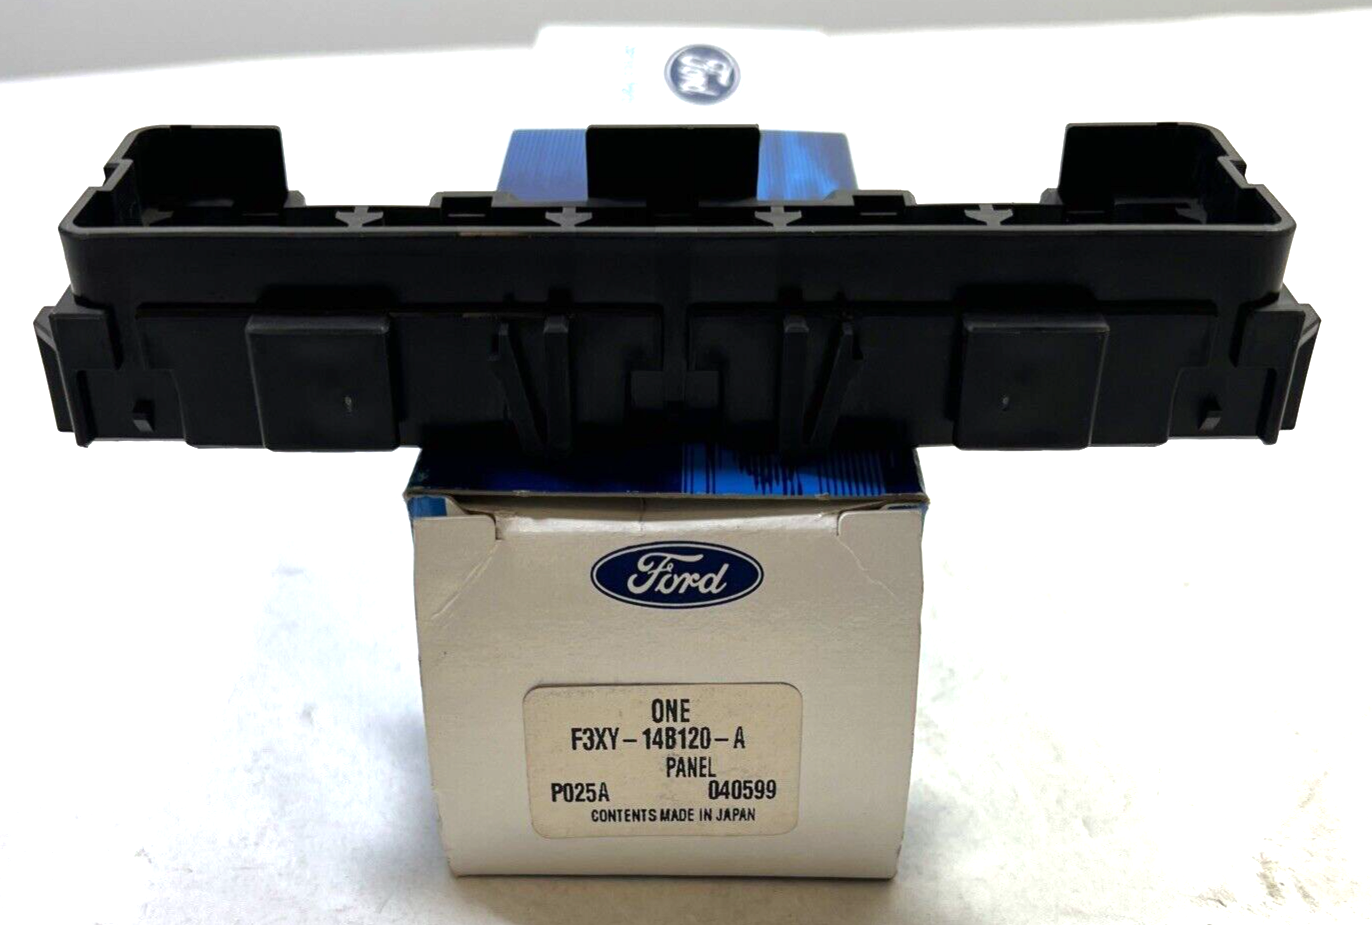 Ford
ONE
F3XY-14B120-A
PANEL
P025A 040599
CONTENTS MADE IN JAPAN